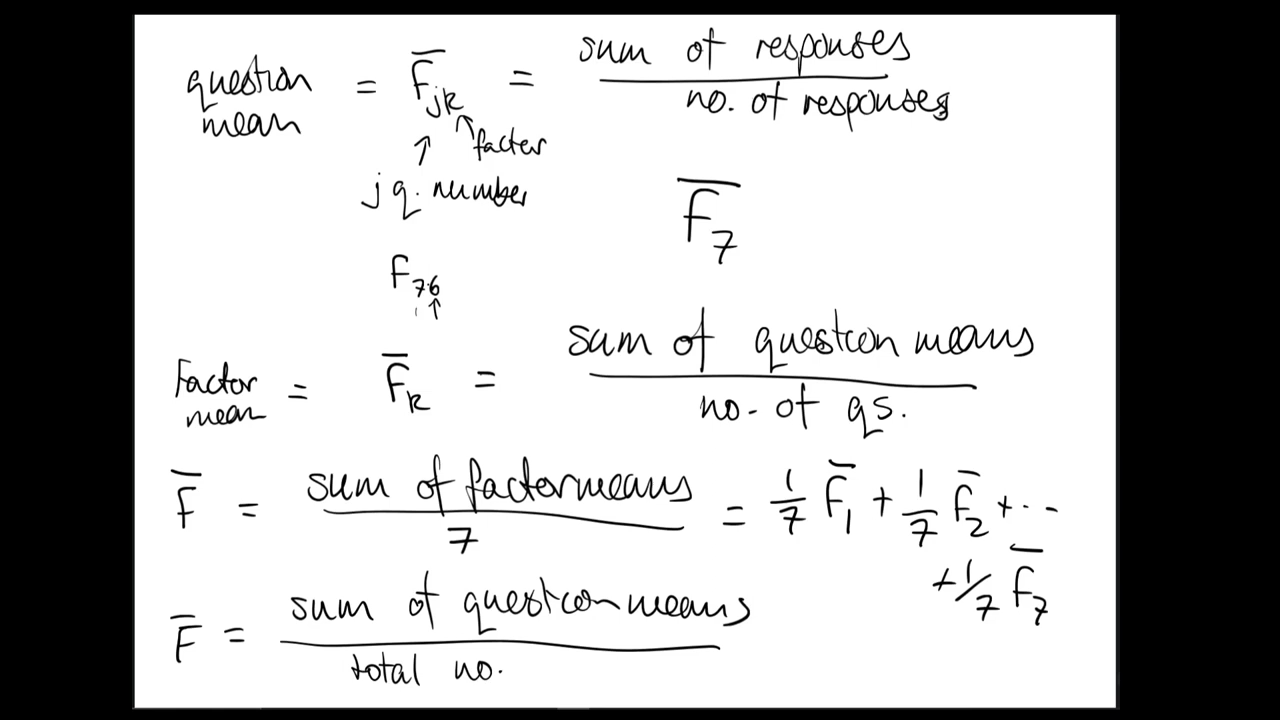 question mean = F̄jk = sum of responses / no. of responses
↑ ↑ factor
j q. number
F̄7
F76
↑
Factor mean = F̄k = sum of question means / no. of qs.
F̄ = sum of factor means / 7 = 1/7 F̄1 + 1/7 F̄2 + ...
+ 1/7 F̄7
F̄ = sum of question means / total no.